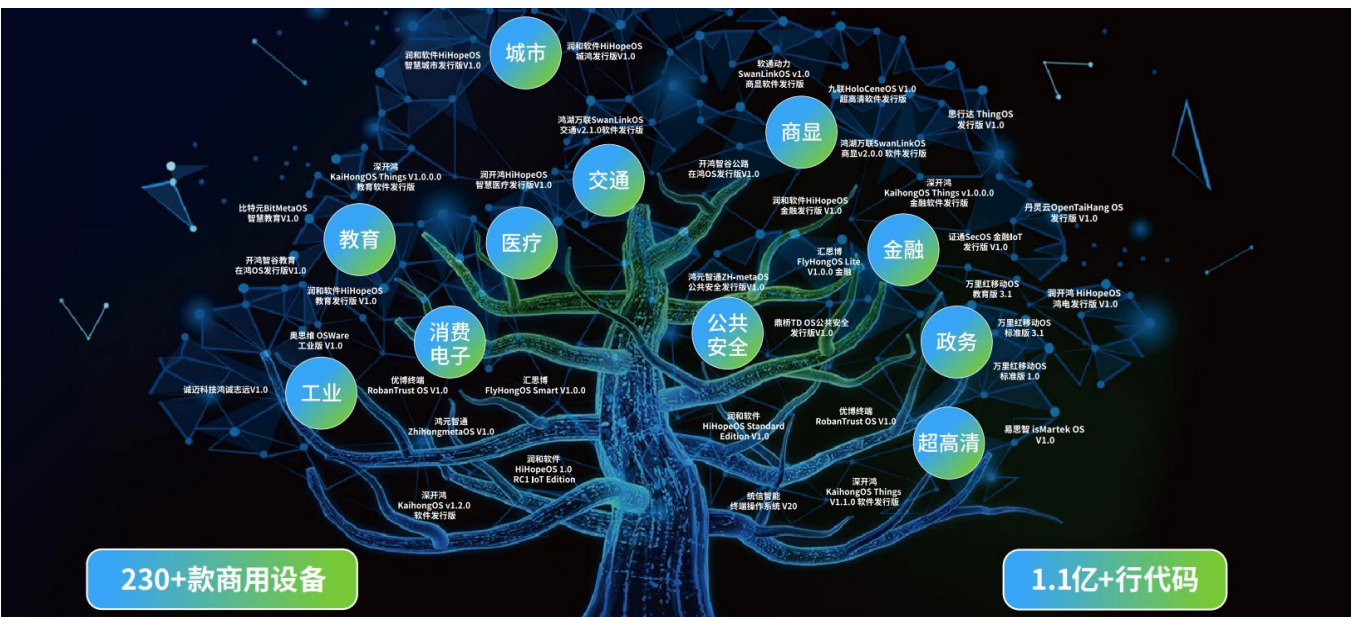 润和软件HiHopeOS
智慧城市发行版V1.0
城市
润和软件HiHopeOS
城鸿发行版V1.0
软通动力
SwanLinkOS v1.0
商显软件发行版
九联HoloCeneOS V1.0
超高清软件发行版
商显
思行达 ThingOS
发行版 V1.0
鸿湖万联SwanLinkOS
商显v2.0.0 软件发行版
鸿湖万联SwanLinkOS
交通v2.1.0软件发行版
交通
开鸿智谷公路
在鸿OS发行版V1.0
深开鸿
KaiHongOS Things V1.0.0.0
教育软件发行版
润开鸿HiHopeOS
智慧医疗发行版V1.0
医疗
比特元BitMetaOS
智慧教育V1.0
教育
开鸿智谷教育
在鸿OS发行版V1.0
润和软件HiHopeOS
教育发行版 V1.0
润和软件HiHopeOS
金融发行版 V1.0
深开鸿
KaihongOS Things v1.0.0.0
金融软件发行版
金融
丹灵云OpenTaiHang OS
发行版 V1.0
证通SecOS 金融IoT
发行版 V1.0
汇思博
FlyHongOS Lite
V1.0.0 金融
鸿元智通ZH-metaOS
公共安全发行版V1.0
公共
安全
鼎桥TD OS公共安全
发行版V1.0
万里红移动OS
教育版 3.1
润开鸿 HiHopeOS
鸿电发行版 V1.0
政务
万里红移动OS
标准版 3.1
万里红移动OS
标准版 1.0
消费
电子
奥思维 OSWare
工业版 V1.0
工业
诚迈科技鸿诚志远V1.0
优博终端
RobanTrust OS V1.0
汇思博
FlyHongOS Smart V1.0.0
鸿元智通
ZhihongmetaOS V1.0
润和软件
HiHopeOS Standard
Edition V1.0
优博终端
RobanTrust OS V1.0
超高清
易思智 isMartek OS
V1.0
润和软件
HiHopeOS 1.0
RC1 IoT Edition
深开鸿
KaihongOS v1.2.0
软件发行版
统信智能
终端操作系统 V20
深开鸿
KaihongOS Things
V1.1.0 软件发行版
230+款商用设备
1.1亿+行代码